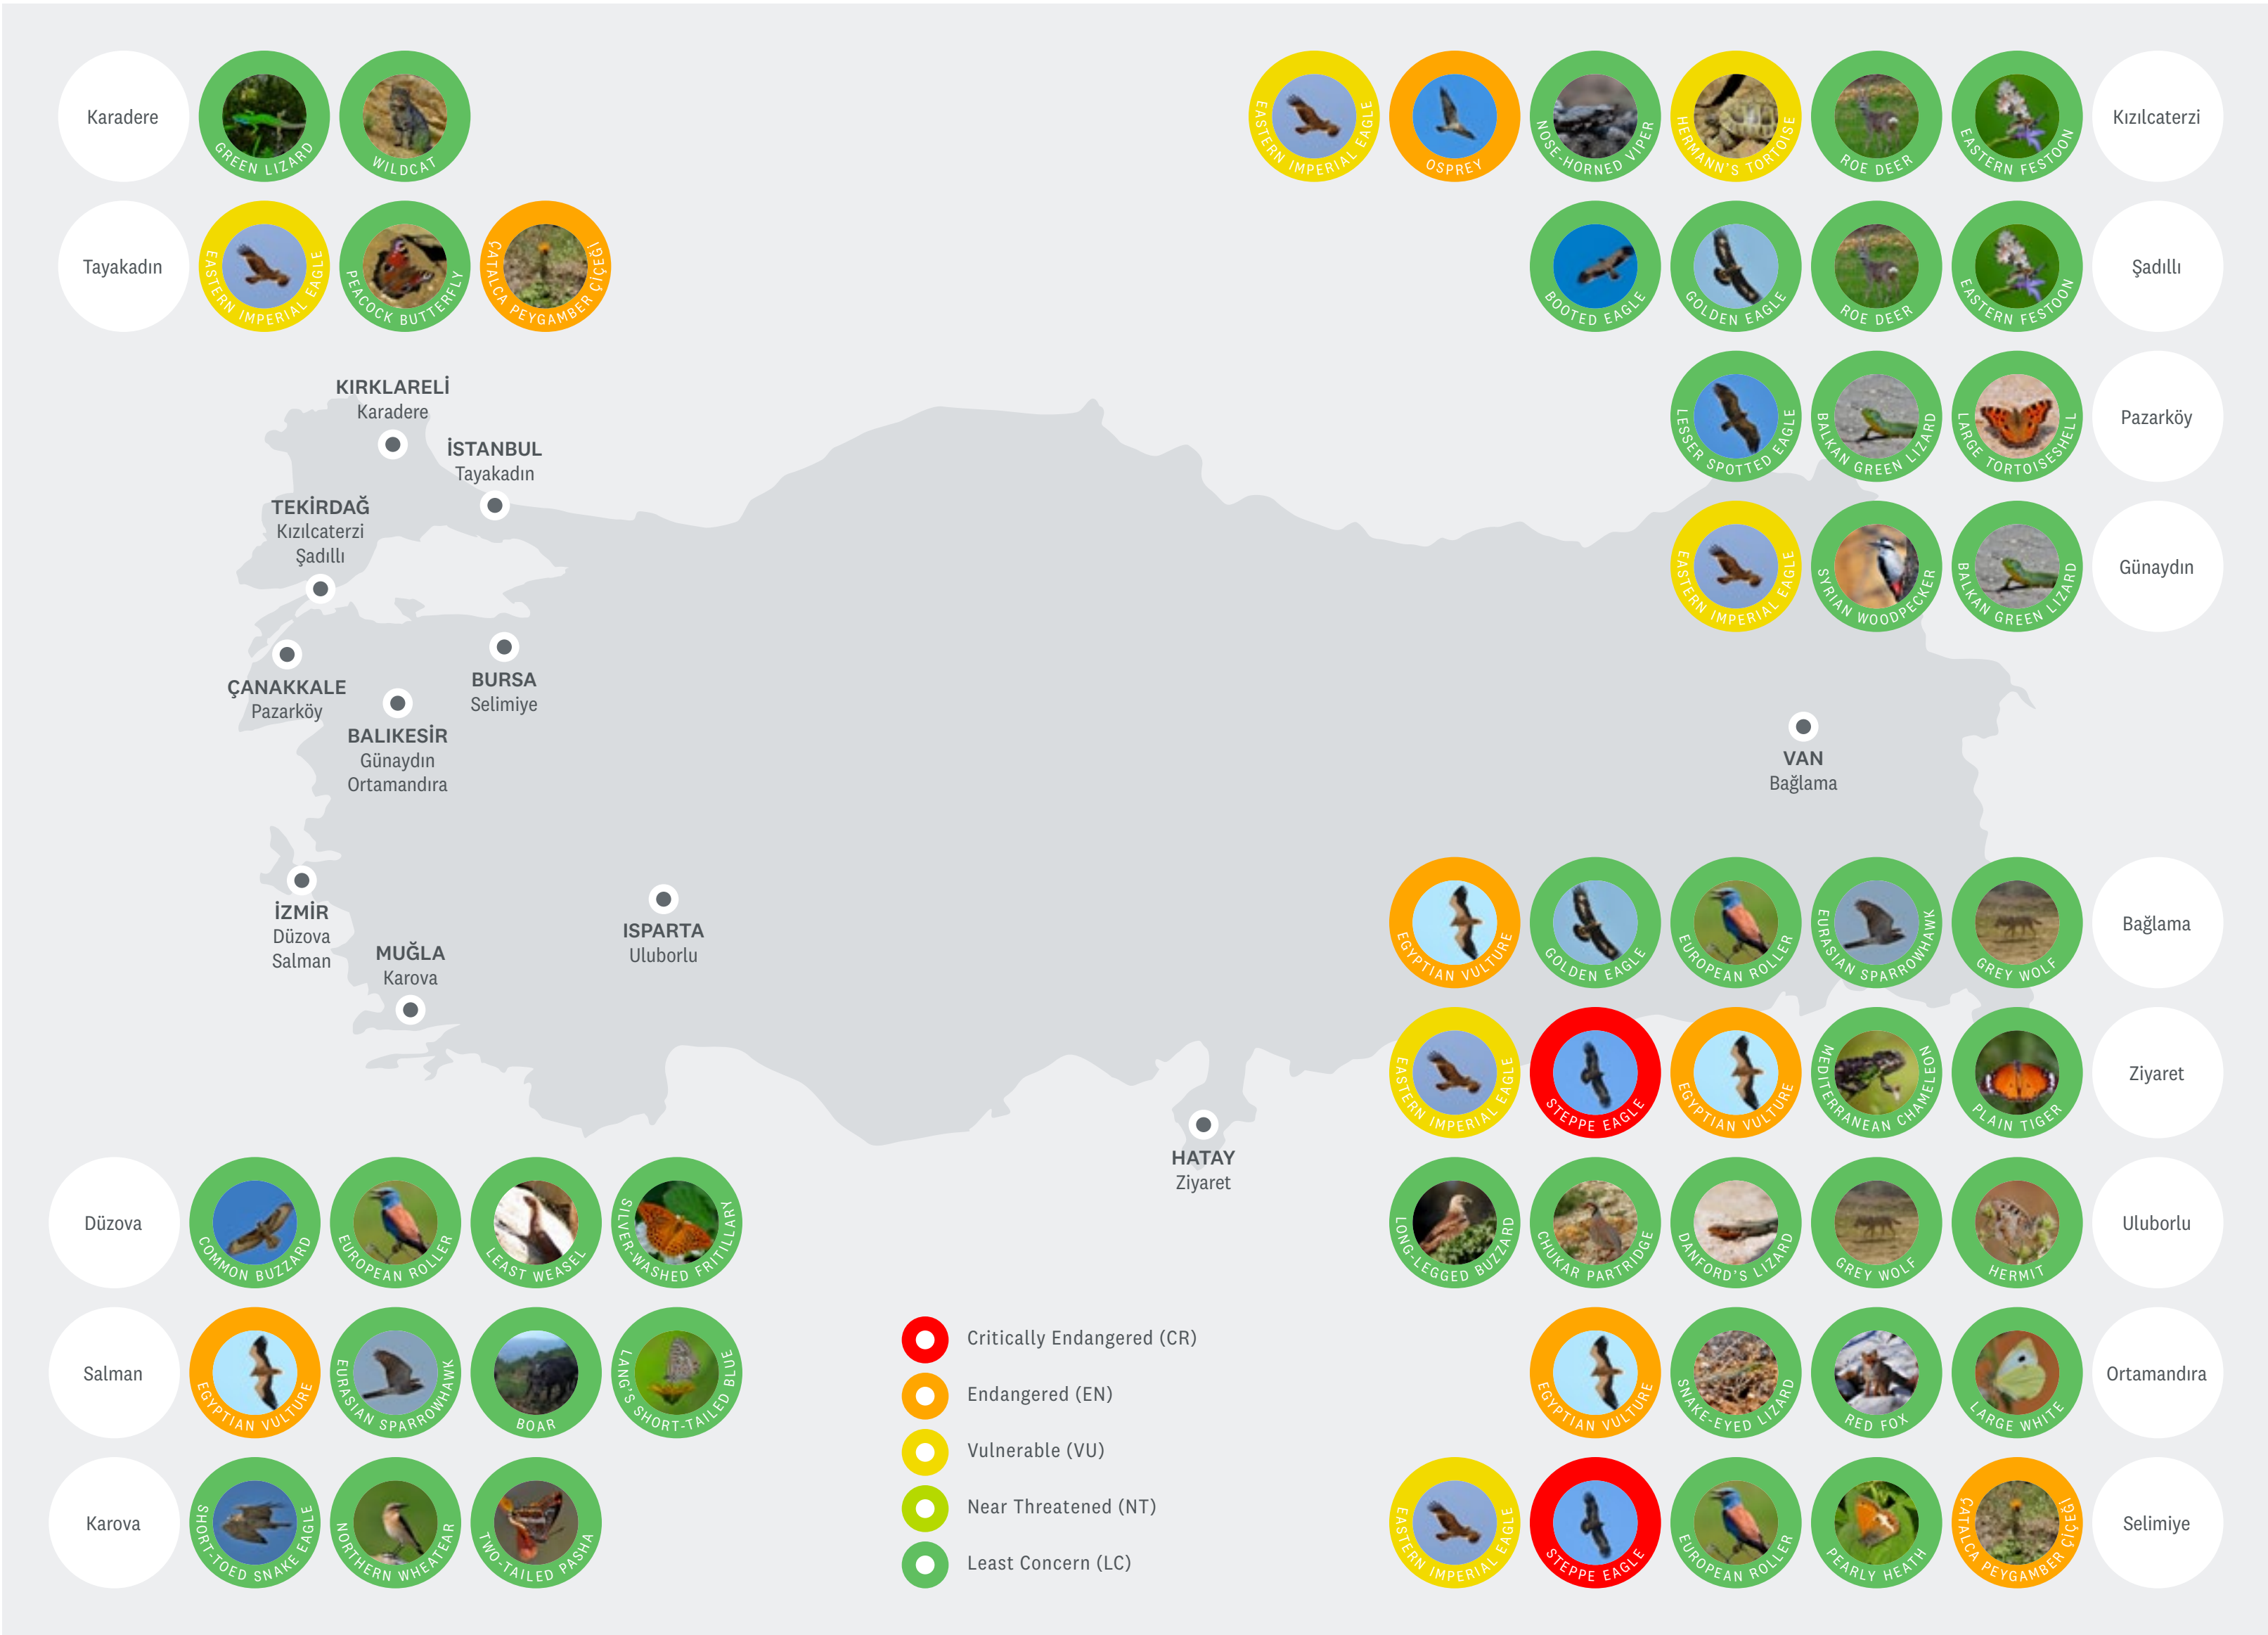 Karadere
GREEN LIZARD
WILDCAT
EASTERN IMPERIAL EAGLE
OSPREY
NOSE-HORNED VIPER
HERMANN'S TORTOISE
ROE DEER
EASTERN FESTOON
Kızılcaterzi
Tayakadın
EASTERN IMPERIAL EAGLE
PEACOCK BUTTERFLY
ÇATALCA PEYGAMBER ÇİÇEĞİ
BOOTED EAGLE
GOLDEN EAGLE
ROE DEER
EASTERN FESTOON
Şadıllı
LESSER SPOTTED EAGLE
BALKAN GREEN LIZARD
LARGE TORTOISESHELL
Pazarköy
EASTERN IMPERIAL EAGLE
SYRIAN WOODPECKER
BALKAN GREEN LIZARD
Günaydın
KIRKLARELİ
Karadere
İSTANBUL
Tayakadın
TEKİRDAĞ
Kızılcaterzi
Şadıllı
ÇANAKKALE
Pazarköy
BURSA
Selimiye
BALIKESİR
Günaydın
Ortamandıra
VAN
Bağlama
İZMİR
Düzova
Salman
MUĞLA
Karova
ISPARTA
Uluborlu
HATAY
Ziyaret
EGYPTIAN VULTURE
GOLDEN EAGLE
EUROPEAN ROLLER
EURASIAN SPARROWHAWK
GREY WOLF
Bağlama
EASTERN IMPERIAL EAGLE
STEPPE EAGLE
EGYPTIAN VULTURE
MEDITERRANEAN CHAMELEON
PLAIN TIGER
Ziyaret
Düzova
COMMON BUZZARD
EUROPEAN ROLLER
LEAST WEASEL
SILVER-WASHED FRITILLARY
LONG-LEGGED BUZZARD
CHUKAR PARTRIDGE
DANFORD'S LIZARD
GREY WOLF
HERMIT
Uluborlu
Salman
EGYPTIAN VULTURE
EURASIAN SPARROWHAWK
BOAR
LANG'S SHORT-TAILED BLUE
EGYPTIAN VULTURE
SNAKE-EYED LIZARD
RED FOX
LARGE WHITE
Ortamandıra
Karova
SHORT-TOED SNAKE EAGLE
NORTHERN WHEATEAR
TWO-TAILED PASHA
EASTERN IMPERIAL EAGLE
STEPPE EAGLE
EUROPEAN ROLLER
PEARLY HEATH
ÇATALCA PEYGAMBER ÇİÇEĞİ
Selimiye
Critically Endangered (CR)
Endangered (EN)
Vulnerable (VU)
Near Threatened (NT)
Least Concern (LC)